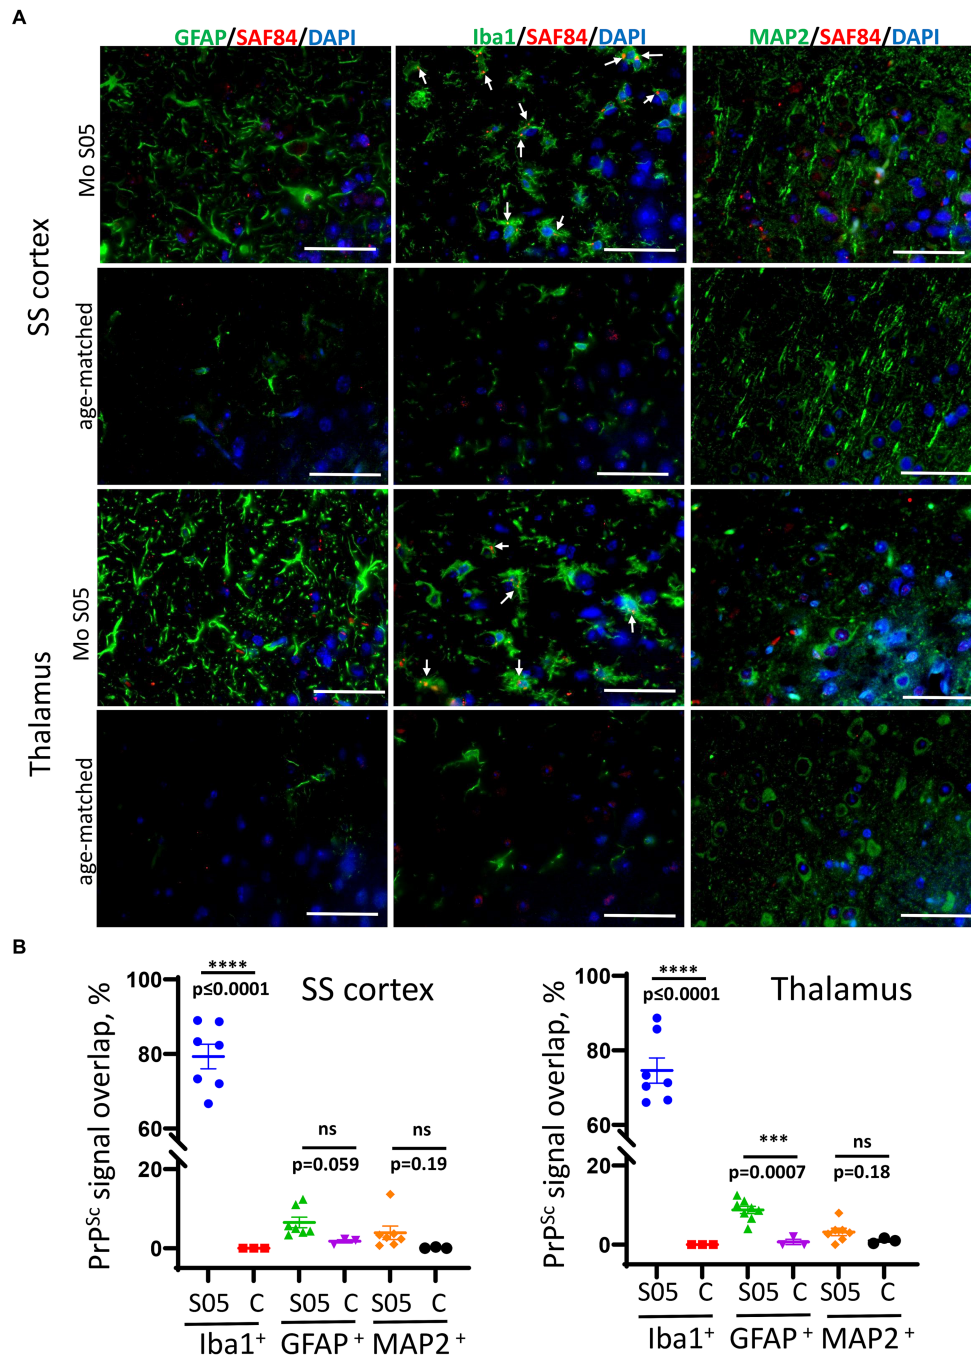 A
GFAP/SAF84/DAPI
Iba1/SAF84/DAPI
MAP2/SAF84/DAPI
SS cortex
Mo S05
age-matched
Thalamus
Mo S05
age-matched
B
PrPSc signal overlap, %
100
80
60
20
0
SS cortex
****
p≤0.0001
ns
p=0.059
ns
p=0.19
S05 C S05 C S05 C
Iba1+ GFAP+ MAP2+
PrPSc signal overlap, %
100
80
60
20
0
Thalamus
****
p≤0.0001
***
p=0.0007
ns
p=0.18
S05 C S05 C S05 C
Iba1+ GFAP+ MAP2+